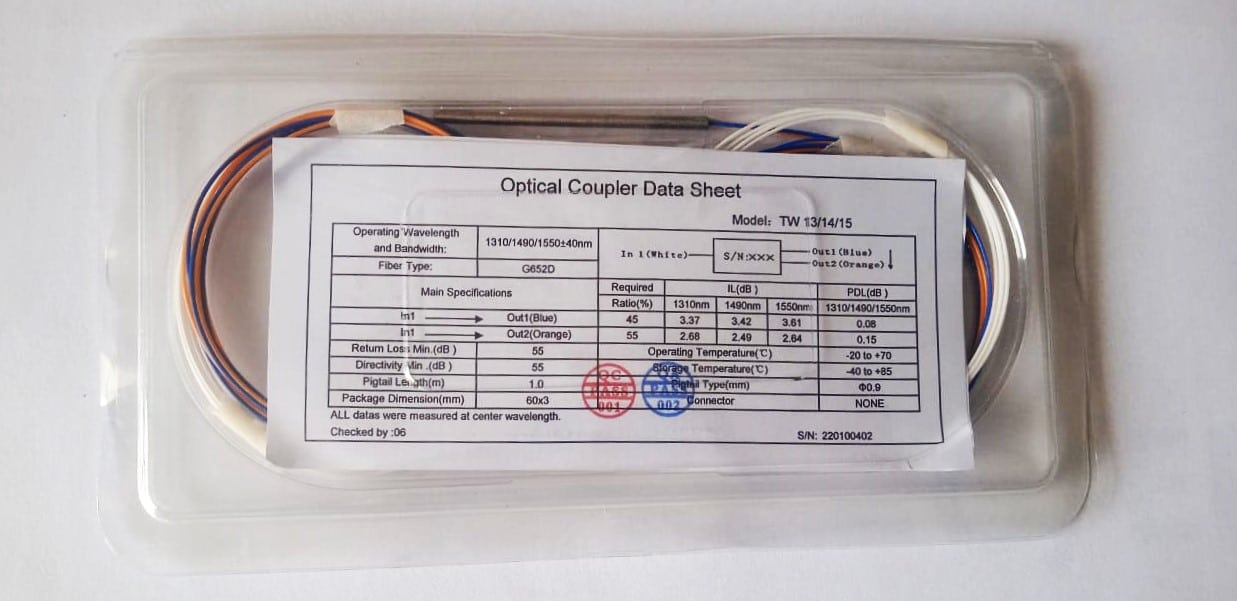 Optical Coupler Data Sheet
Model: TW 13/14/15
Operating Wavelength and Bandwidth: 1310/1490/1550±40nm
In 1(White) S/N:XXX Out1(Blue)
Out2(Orange)
Fiber Type: G652D
Main Specifications Required Ratio(%) IL(dB ) PDL(dB )
1310nm 1490nm 1550nm 1310/1490/1550nm
In1 Out1(Blue) 45 3.37 3.42 3.61 0.08
In1 Out2(Orange) 55 2.68 2.49 2.64 0.15
Return Loss Min.(dB ) 55 Operating Temperature(℃) -20 to +70
Directivity Min .(dB ) 55 Storage Temperature(℃) -40 to +85
Pigtail Length(m) 1.0 Pigtail Type(mm) Φ0.9
Package Dimension(mm) 60x3 Connector NONE
QC PASS 001
QC PASS 002
ALL datas were measured at center wavelength.
Checked by :06 S/N: 220100402